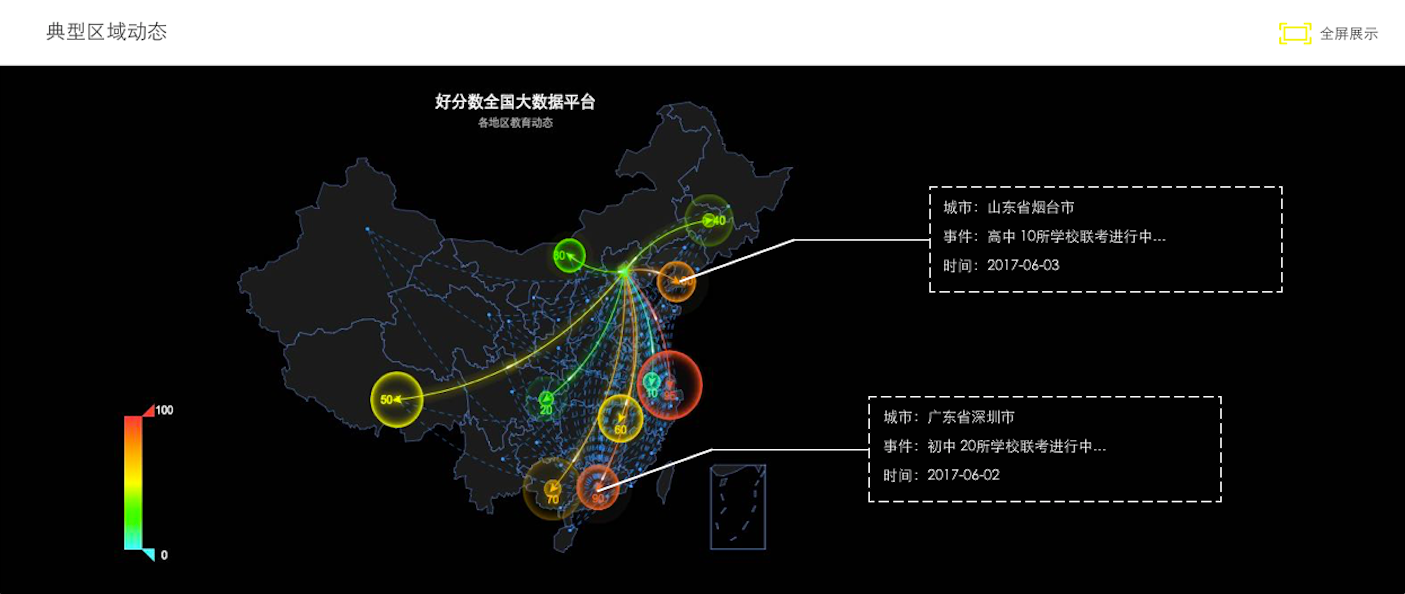 典型区域动态
全屏展示
好分数全国大数据平台
各地区教育动态
城市：山东省烟台市
事件：高中 10所学校联考进行中...
时间：2017-06-03
40
50
20
10
60
70
90
100
0
城市：广东省深圳市
事件：初中 20所学校联考进行中...
时间：2017-06-02